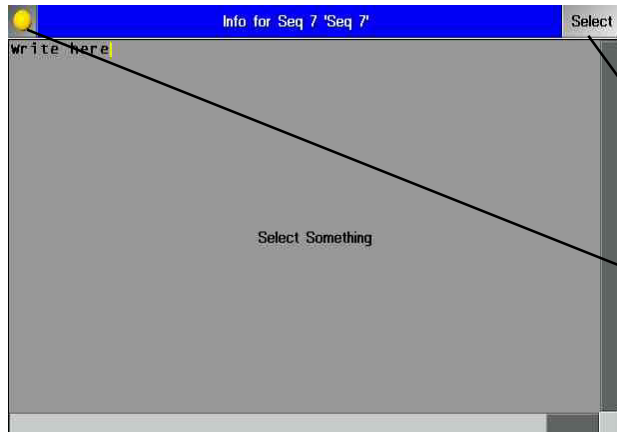 Info for Seq 7 'Seq 7'
Select
Write here
Select Something